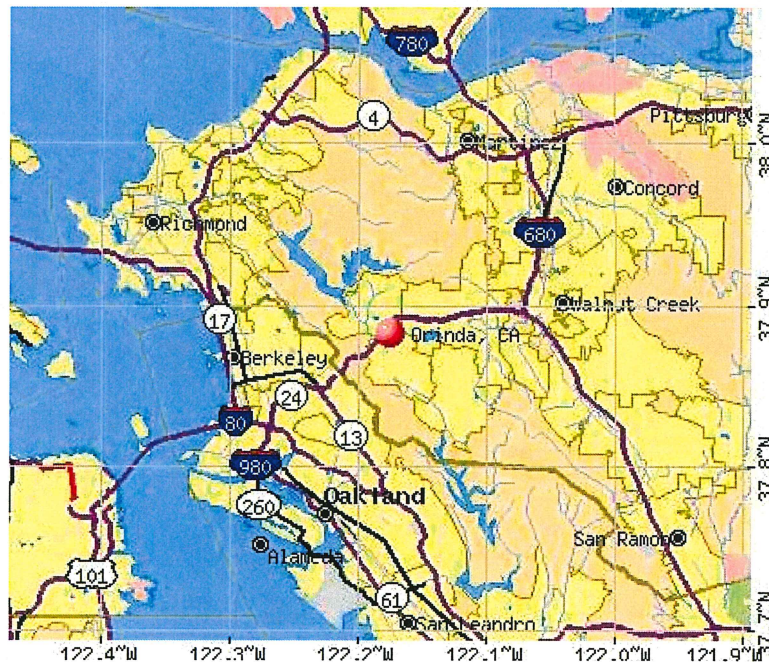 780
4
Pittsburg
Martinez
38.0°N
Concord
Richmond
680
37.9°N
Walnut Creek
17
Orinda, CA
Berkeley
24
80
13
37.8°N
980
Oakland
260
San Ramon
Alameda
101
61
San Leandro
37.7°N
122.4°W
122.3°W
122.2°W
122.1°W
122.0°W
121.9°W